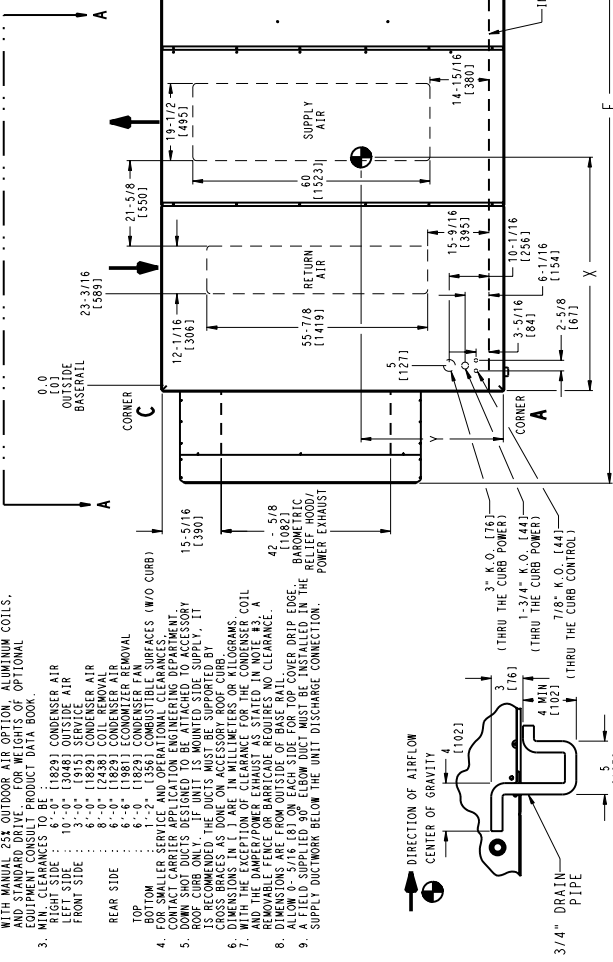 WITH MANUAL 25% OUTDOOR AIR OPTION, ALUMINUM COILS,
AND STANDARD DRIVE. FOR WEIGHTS OF OPTIONAL
EQUIPMENT CONSULT PRODUCT DATA BOOK.
3. MIN. CLEARANCES TO BE :
RIGHT SIDE : 6'-0" [1829] CONDENSER AIR
LEFT SIDE : 10'-0" [3048] OUTSIDE AIR
FRONT SIDE : 3'-0" [915] SERVICE
6'-0" [1829] CONDENSER AIR
8'-0" [2438] COIL REMOVAL
REAR SIDE : 6'-0" [1829] CONDENSER AIR
6'-6" [1981] ECONOMIZER REMOVAL
TOP : 6'-0 [1829] CONDENSER FAN
BOTTOM : 1'-2" [356] COMBUSTIBLE SURFACES (W/O CURB)
4. FOR SMALLER SERVICE AND OPERATIONAL CLEARANCES,
CONTACT CARRIER APPLICATION ENGINEERING DEPARTMENT.
5. DOWN SHOT DUCTS DESIGNED TO BE ATTACHED TO ACCESSORY
ROOF CURB ONLY. IF UNIT IS MOUNTED SIDE SUPPLY, IT
IS RECOMMENDED THE DUCTS MUST BE SUPPORTED BY
CROSS BRACES AS DONE ON ACCESSORY ROOF CURB.
6. DIMENSIONS IN [ ] ARE IN MILLIMETERS OR KILOGRAMS.
7. WITH THE EXCEPTION OF CLEARANCE FOR THE CONDENSER COIL
AND THE DAMPER/POWER EXHAUST AS STATED IN NOTE #3, A
REMOVABLE FENCE OR BARRICADE REQUIRES NO CLEARANCE.
8. DIMENSIONS ARE FROM OUTSIDE OF BASE RAIL.
ALLOW 0- 5/16 [8] ON EACH SIDE FOR TOP COVER DRIP EDGE.
9. A FIELD SUPPLIED 90° ELBOW DUCT MUST BE INSTALLED IN THE
SUPPLY DUCTWORK BELOW THE UNIT DISCHARGE CONNECTION.
DIRECTION OF AIRFLOW
CENTER OF GRAVITY
3/4" DRAIN
PIPE
4
[102]
3
[76]
4 MIN
[102]
5
A
A
0.0
[0]
OUTSIDE
BASERAIL
CORNER
C
15-5/16
[390]
42 - 5/8
[1082]
BAROMETRIC
RELIEF HOOD/
POWER EXHAUST
23-3/16
[589]
12-1/16
[306]
21-5/8
[550]
19-1/2
[495]
SUPPLY
AIR
60
[1523]
14-15/16
[380]
RETURN
AIR
55-7/8
[1419]
15-9/16
[395]
10-1/16
[256]
6-1/16
[154]
3-5/16
[84]
2-5/8
[67]
5
[127]
X
Y
CORNER
A
3" K.O. [76]
(THRU THE CURB POWER)
1-3/4" K.O. [44]
(THRU THE CURB POWER)
7/8" K.O. [44]
(THRU THE CURB CONTROL)